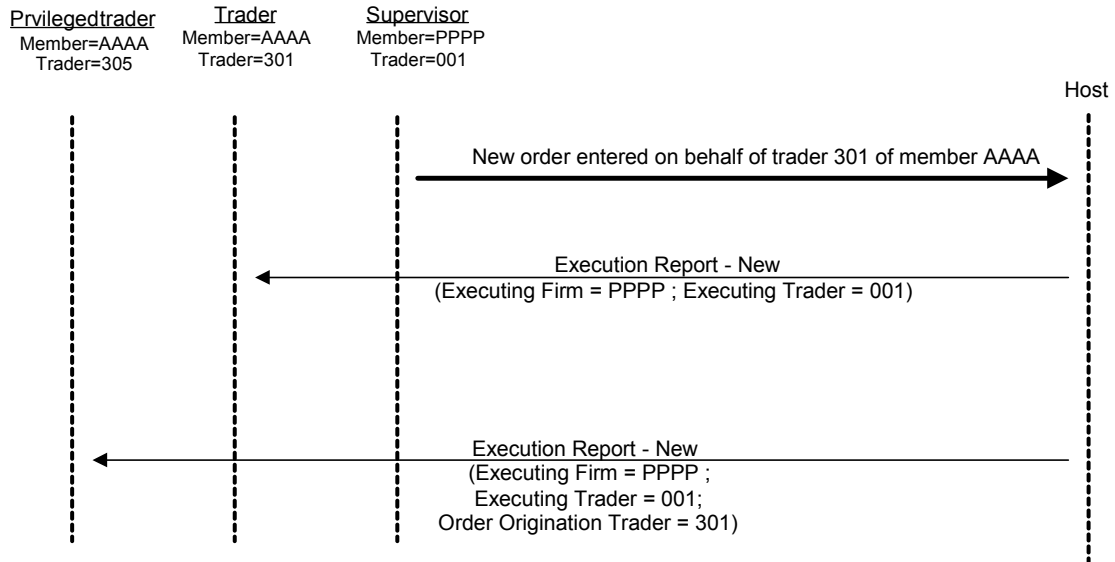 Prvilegedtrader
Member=AAAA
Trader=305
Trader
Member=AAAA
Trader=301
Supervisor
Member=PPPP
Trader=001
Host
New order entered on behalf of trader 301 of member AAAA
Execution Report - New
(Executing Firm = PPPP ; Executing Trader = 001)
Execution Report - New
(Executing Firm = PPPP ;
Executing Trader = 001;
Order Origination Trader = 301)